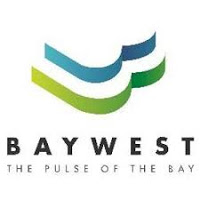 BAYWEST
THE PULSE OF THE BAY